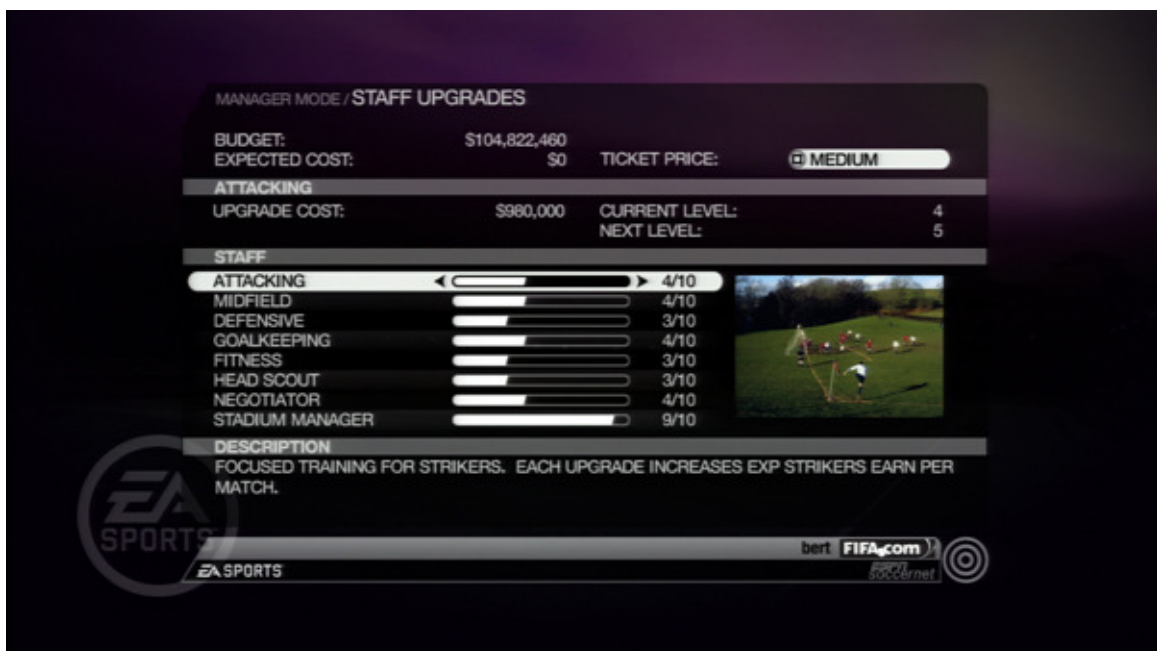 MANAGER MODE / STAFF UPGRADES
BUDGET: $104,822,460
EXPECTED COST: $0 TICKET PRICE: MEDIUM
ATTACKING
UPGRADE COST: $980,000 CURRENT LEVEL: 4
NEXT LEVEL: 5
STAFF
ATTACKING 4/10
MIDFIELD 4/10
DEFENSIVE 3/10
GOALKEEPING 4/10
FITNESS 3/10
HEAD SCOUT 3/10
NEGOTIATOR 4/10
STADIUM MANAGER 9/10
DESCRIPTION
FOCUSED TRAINING FOR STRIKERS. EACH UPGRADE INCREASES EXP STRIKERS EARN PER
MATCH.
EA
SPORTS
bert FIFA.com
EA SPORTS
ESPN
soccernet